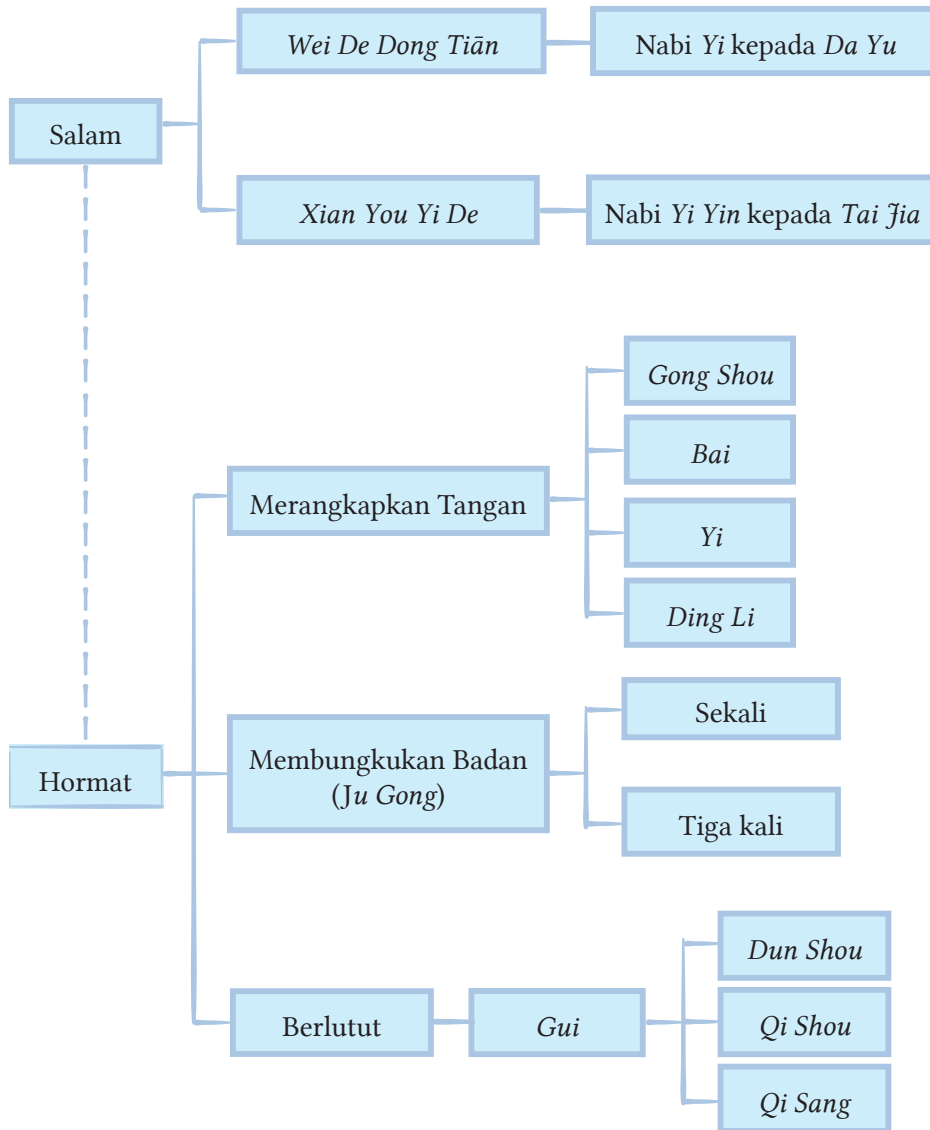 Wei De Dong Tiān
Nabi Yi kepada Da Yu
Salam
Xian You Yi De
Nabi Yi Yin kepada Tai Jia
Gong Shou
Bai
Merangkapkan Tangan
Yi
Ding Li
Sekali
Membungkukan Badan
(Ju Gong)
Hormat
Tiga kali
Dun Shou
Berlutut
Gui
Qi Shou
Qi Sang